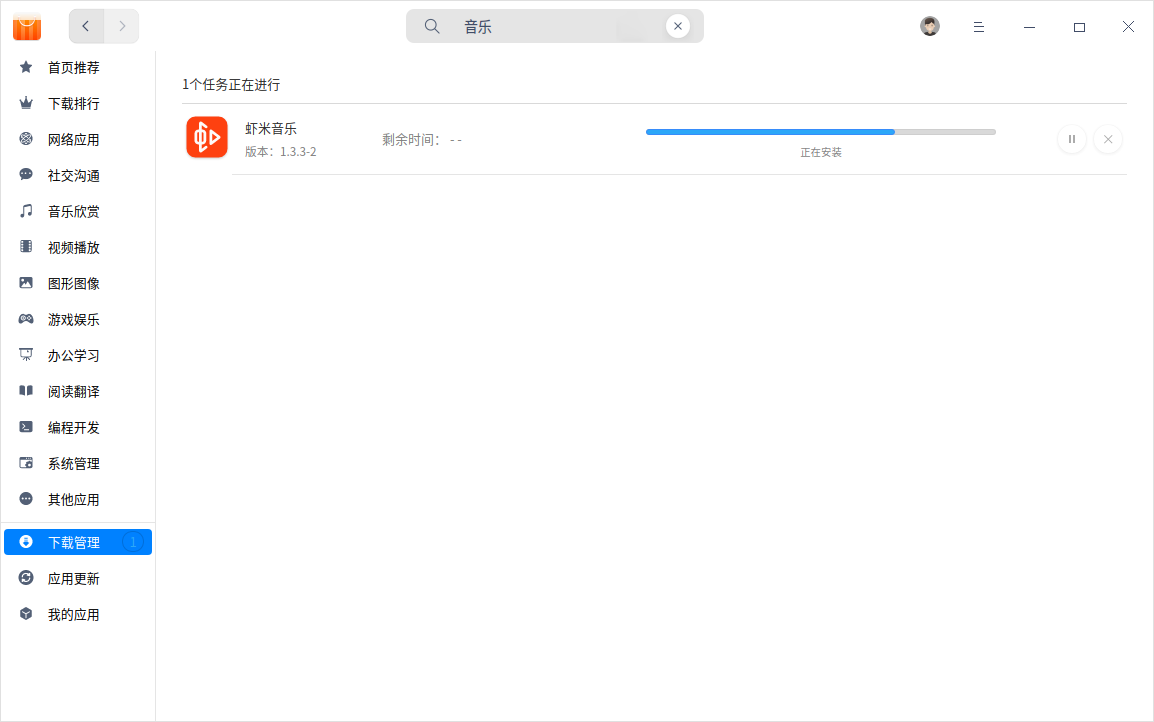 音乐
首页推荐
下载排行
网络应用
社交沟通
音乐欣赏
视频播放
图形图像
游戏娱乐
办公学习
阅读翻译
编程开发
系统管理
其他应用
下载管理 1
应用更新
我的应用
1个任务正在进行
虾米音乐
版本：1.3.3-2
剩余时间： - -
正在安装